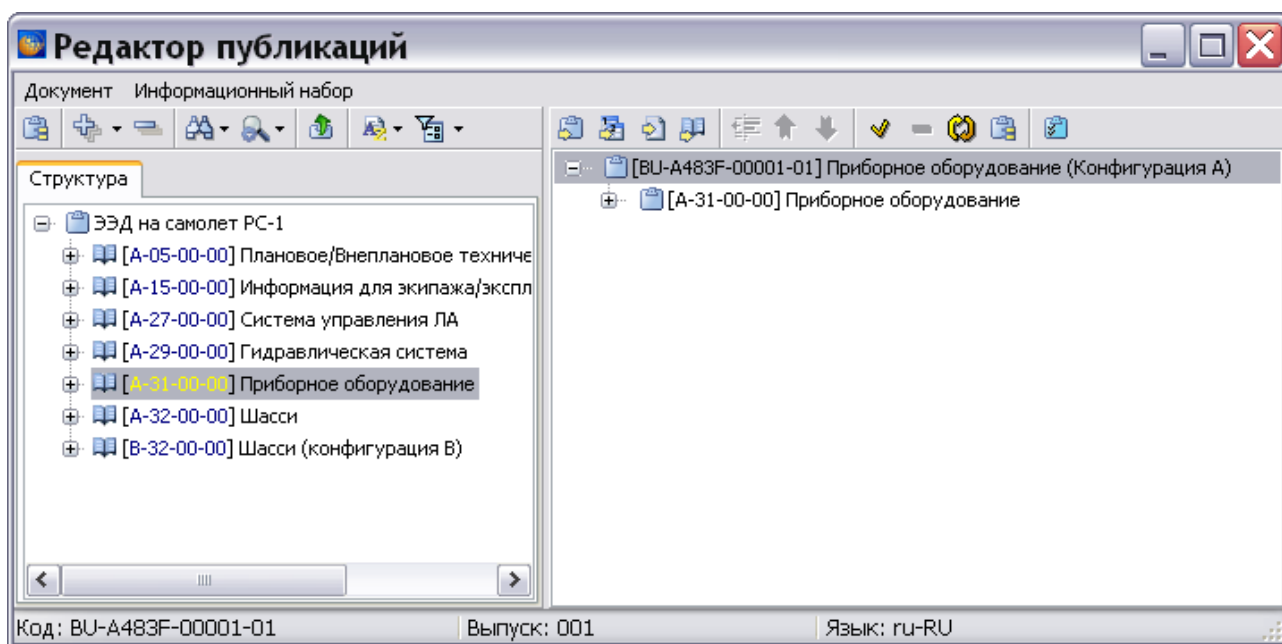 Редактор публикаций
Документ Информационный набор
Структура
ЭЭД на самолет РС-1
[A-05-00-00] Плановое/Внеплановое техниче
[A-15-00-00] Информация для экипажа/экспл
[A-27-00-00] Система управления ЛА
[A-29-00-00] Гидравлическая система
[A-31-00-00] Приборное оборудование
[A-32-00-00] Шасси
[B-32-00-00] Шасси (конфигурация В)
[BU-A483F-00001-01] Приборное оборудование (Конфигурация А)
[A-31-00-00] Приборное оборудование
Код: BU-A483F-00001-01 Выпуск: 001 Язык: ru-RU